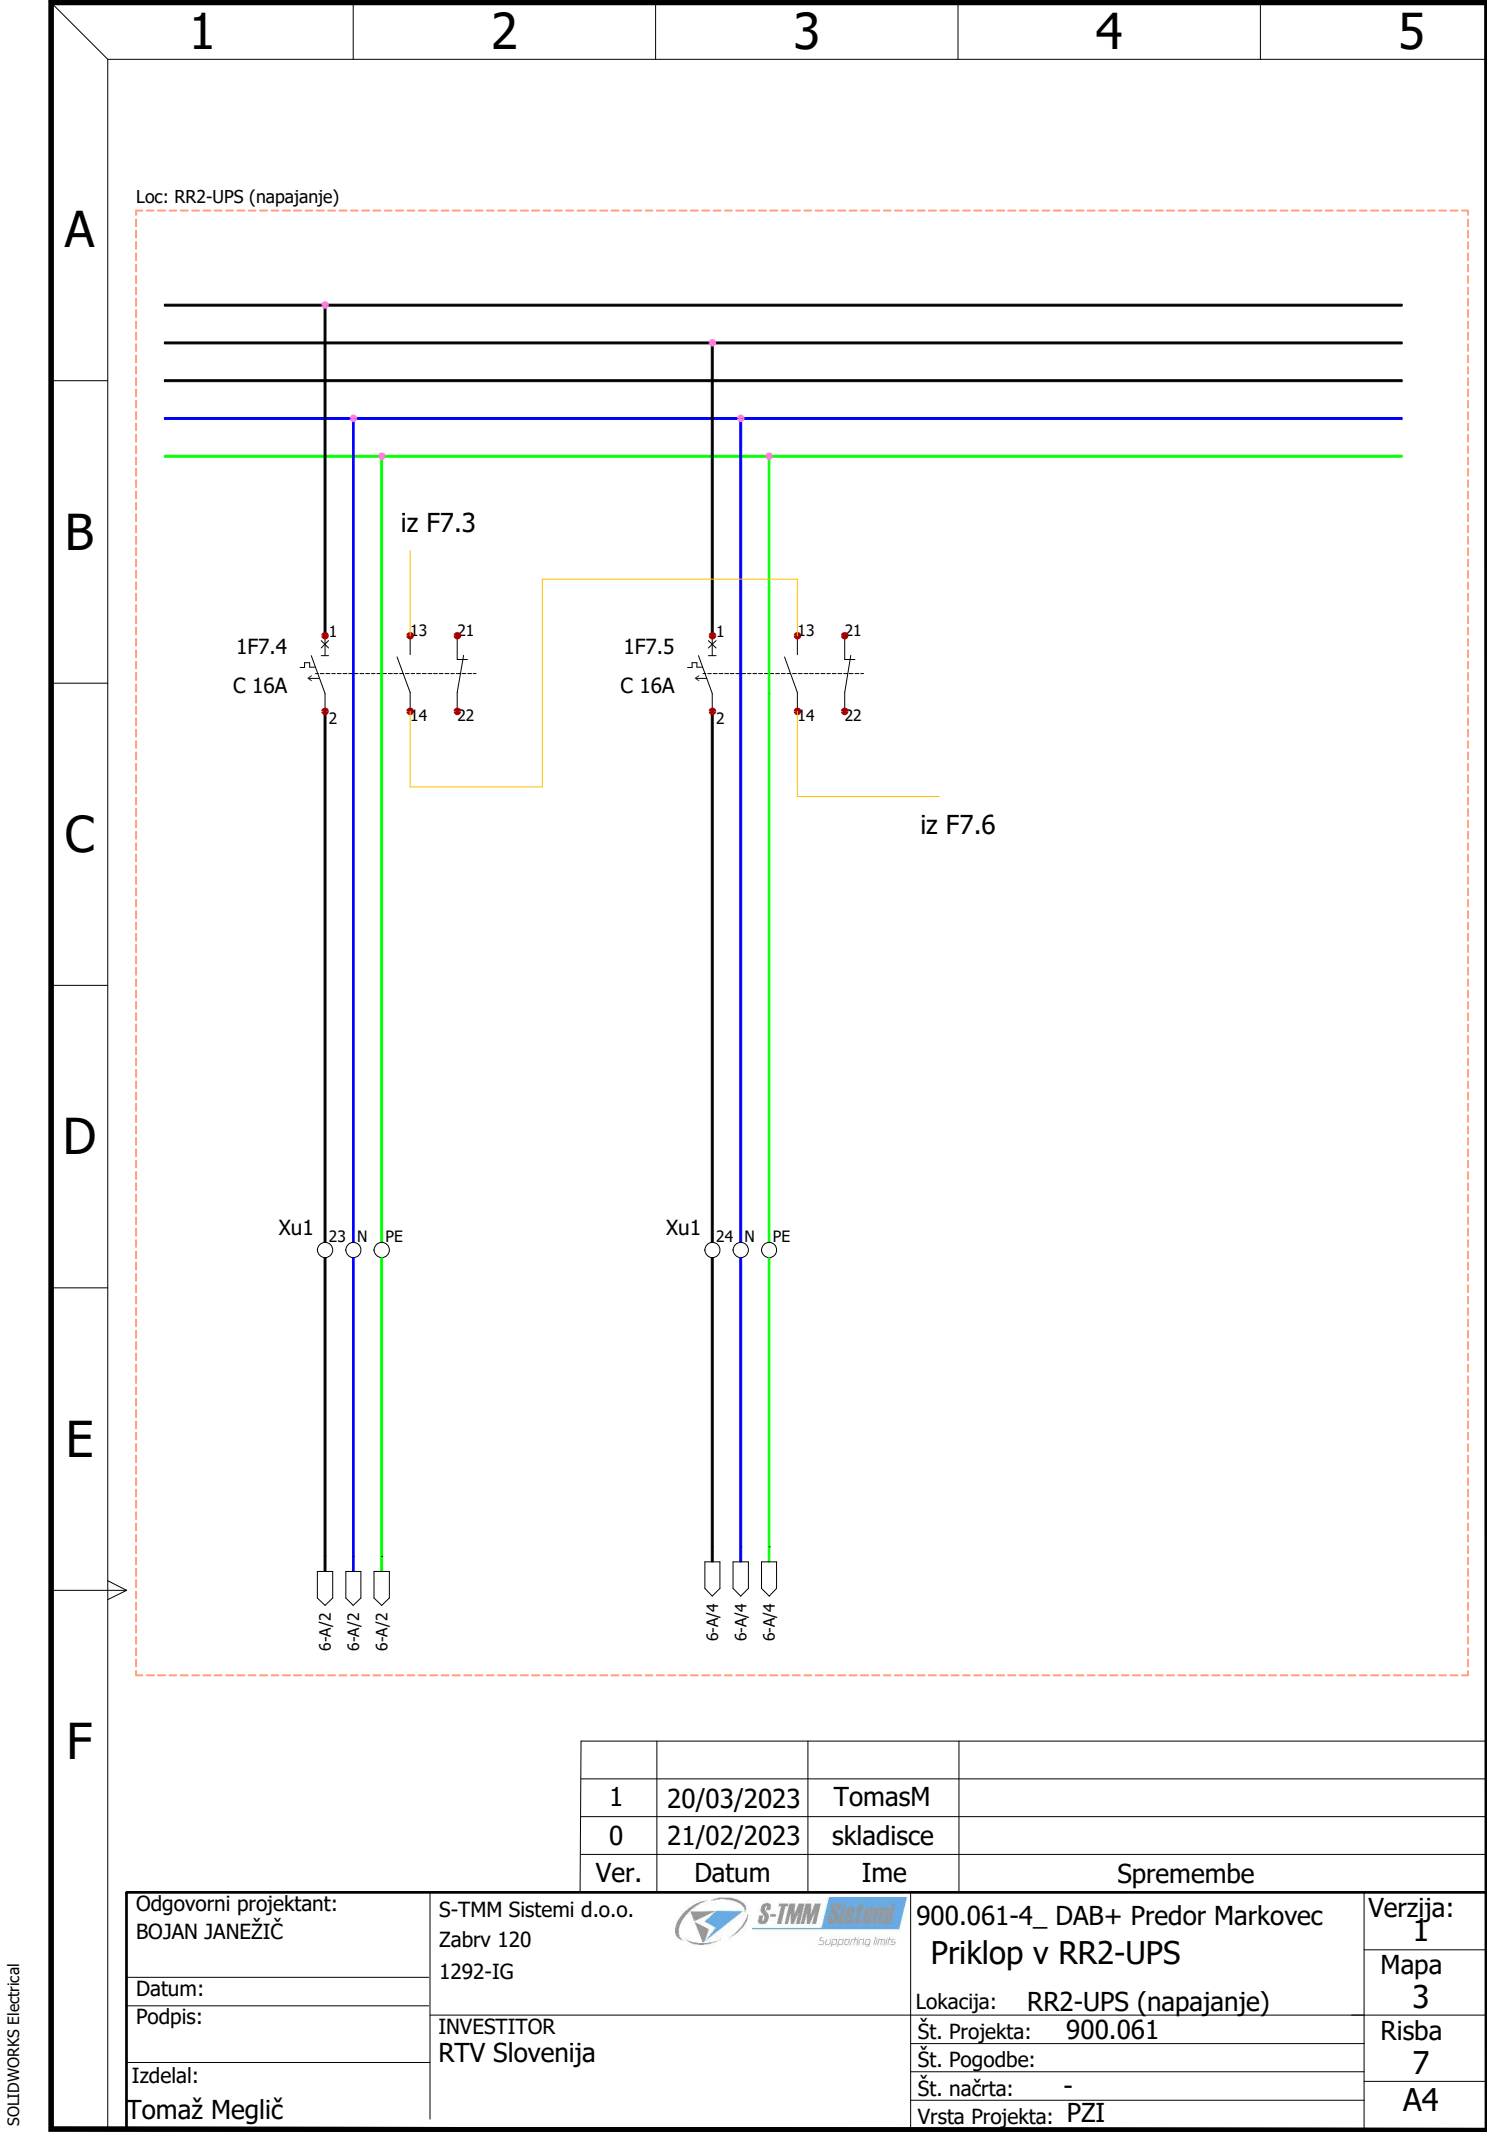 1 2 3 4 5
A
B
C
D
E
F
Loc: RR2-UPS (napajanje)
iz F7.3
1F7.4
C 16A
1 13 21
2 14 22
1F7.5
C 16A
1 13 21
2 14 22
iz F7.6
Xu1 23 N PE
Xu1 24 N PE
6-A/2 6-A/2 6-A/2
6-A/4 6-A/4 6-A/4
1 20/03/2023 TomasM
0 21/02/2023 skladisce
Ver. Datum Ime Spremembe
Odgovorni projektant:
BOJAN JANEŽIČ
Datum:
Podpis:
Izdelal:
Tomaž Meglič
S-TMM Sistemi d.o.o.
Zabrv 120
1292-IG
S-TMM Sistemi
Supporting limits
INVESTITOR
RTV Slovenija
900.061-4_ DAB+ Predor Markovec
Priklop v RR2-UPS
Lokacija: RR2-UPS (napajanje)
Št. Projekta: 900.061
Št. Pogodbe:
Št. načrta: -
Vrsta Projekta: PZI
Verzija:
1
Mapa
3
Risba
7
A4
SOLIDWORKS Electrical